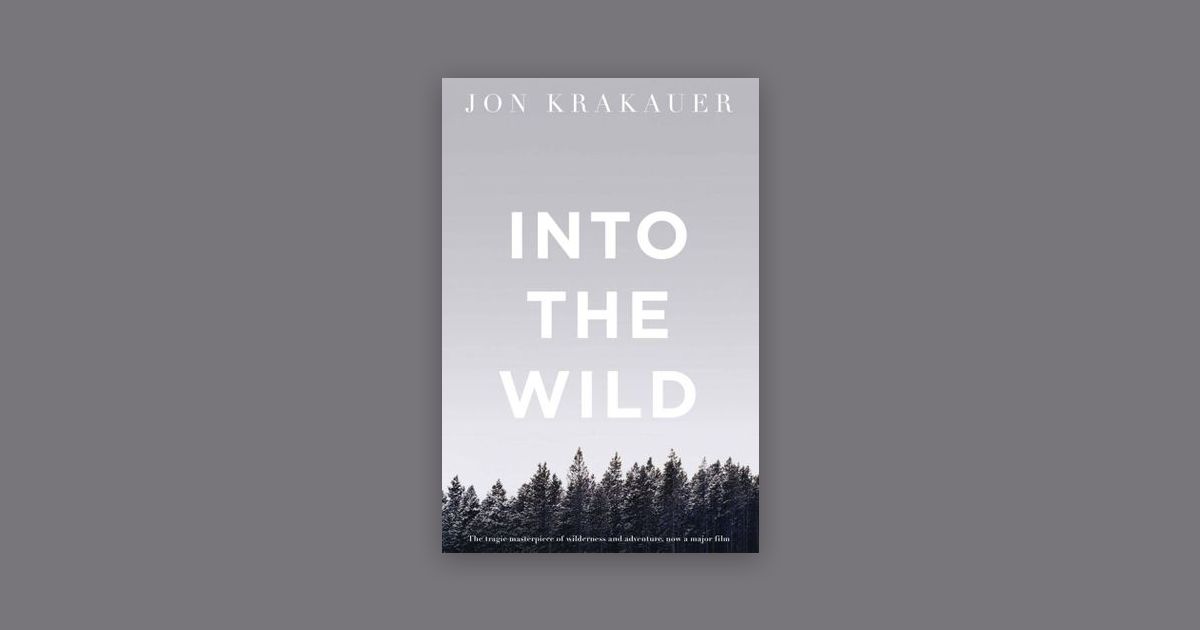 JON KRAKAUER
INTO
THE
WILD
The tragic masterpiece of wilderness and adventure, now a major film